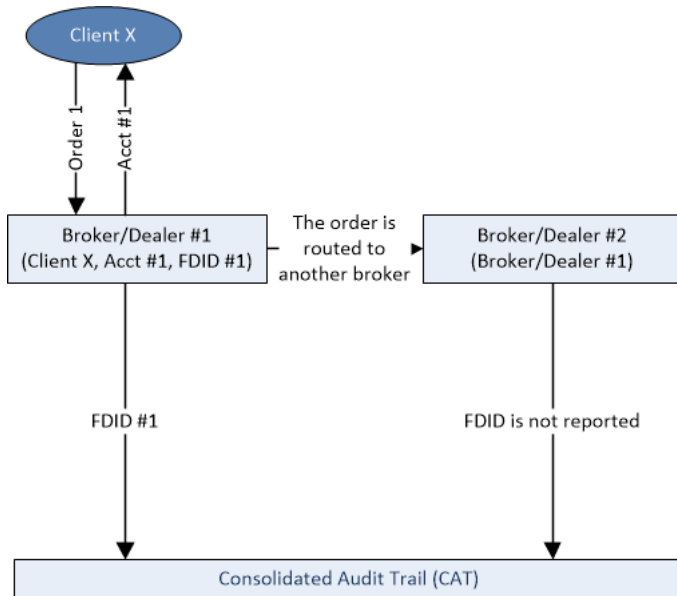 Client X
Order 1
Acct #1
Broker/Dealer #1
(Client X, Acct #1, FDID #1)
The order is
routed to
another broker
Broker/Dealer #2
(Broker/Dealer #1)
FDID #1
FDID is not reported
Consolidated Audit Trail (CAT)